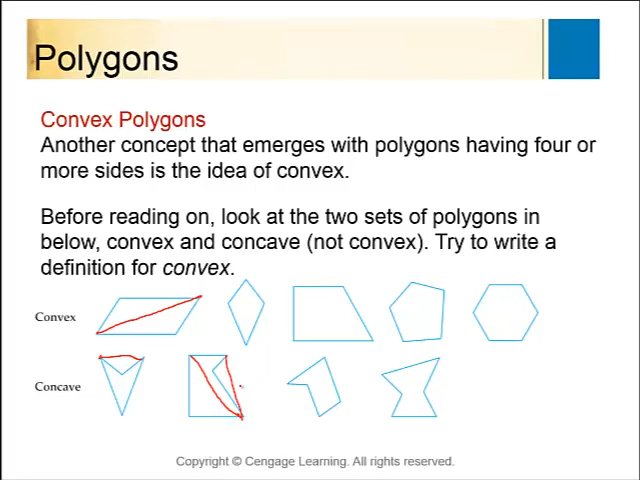 Polygons
Convex Polygons
Another concept that emerges with polygons having four or
more sides is the idea of convex.
Before reading on, look at the two sets of polygons in
below, convex and concave (not convex). Try to write a
definition for convex.
Convex
Concave
Copyright © Cengage Learning. All rights reserved.